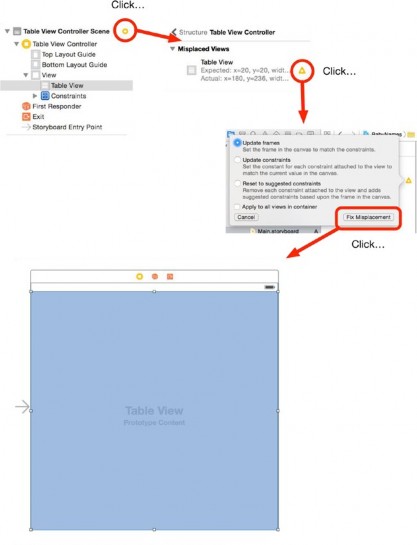 Click...
Table View Controller Scene
Structure Table View Controller
Table View Controller
Top Layout Guide
Bottom Layout Guide
View
Table View
Constraints
First Responder
Exit
Storyboard Entry Point
Misplaced Views
Table View
Expected: x=20, y=20, widt...
Actual: x=180, y=236, widt...
Click...
Update frames
Set the frame in the canvas to match the constraints.
Update constraints
Set the constant for each constraint attached to the view to
match the current value in the canvas.
Reset to suggested constraints
Remove each constraint attached to the view and adds
suggested constraints based upon the frame in the canvas.
Apply to all views in container
Cancel
Fix Misplacement
Main.storyboard
A
Click...
Table View
Prototype Content